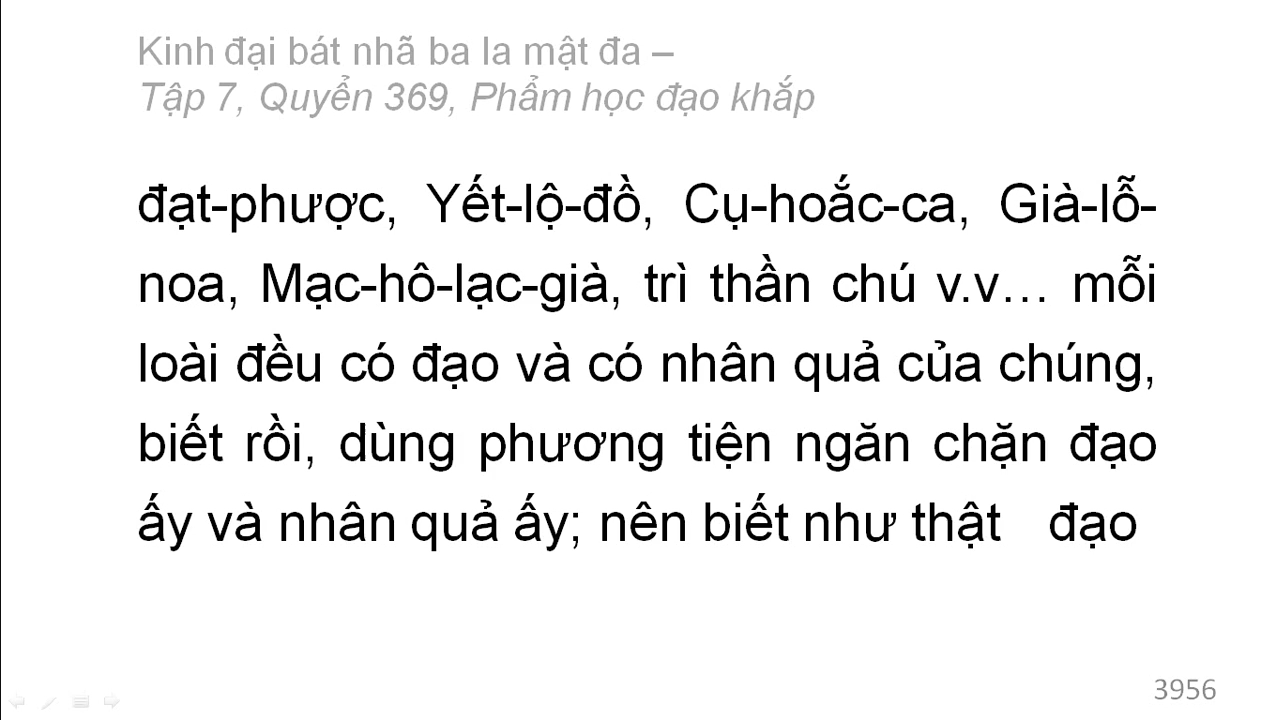 Kinh đại bát nhã ba la mật đa –
Tập 7, Quyển 369, Phẩm học đạo khắp
đạt-phược, Yết-lộ-đồ, Cụ-hoắc-ca, Già-lỗ-
noa, Mạc-hô-lạc-già, trì thần chú v.v… mỗi
loài đều có đạo và có nhân quả của chúng,
biết rồi, dùng phương tiện ngăn chặn đạo
ấy và nhân quả ấy; nên biết như thật đạo
3956